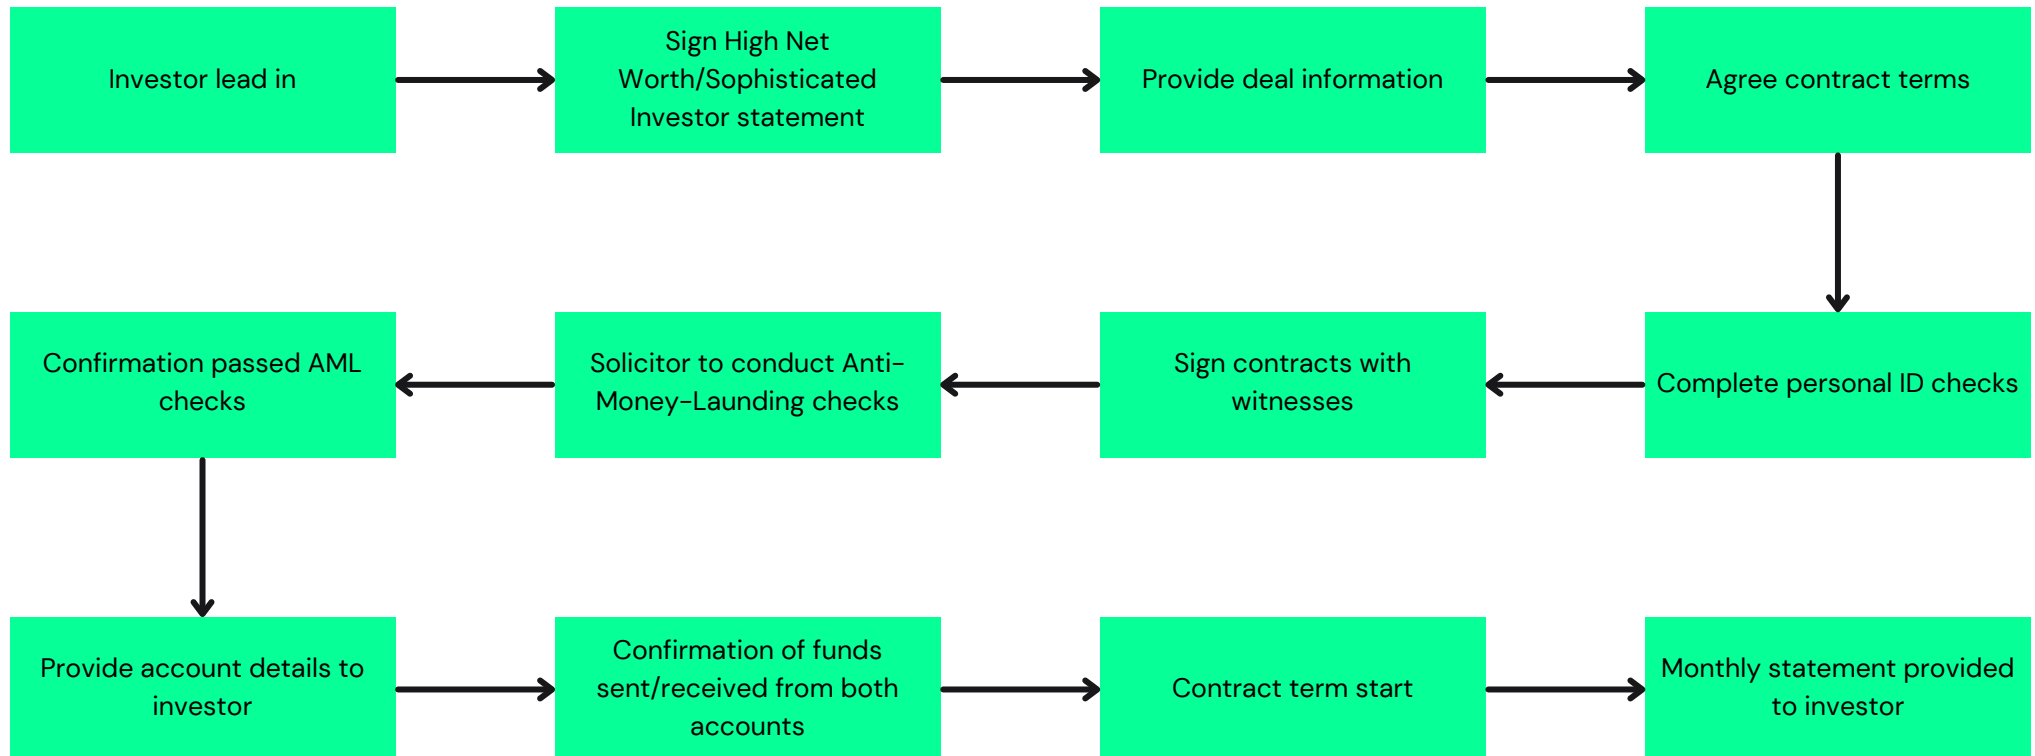 Investor lead in
Sign High Net
Worth/Sophisticated
Investor statement
Provide deal information
Agree contract terms
Complete personal ID checks
Sign contracts with
witnesses
Solicitor to conduct Anti-
Money-Launding checks
Confirmation passed AML
checks
Provide account details to
investor
Confirmation of funds
sent/received from both
accounts
Contract term start
Monthly statement provided
to investor